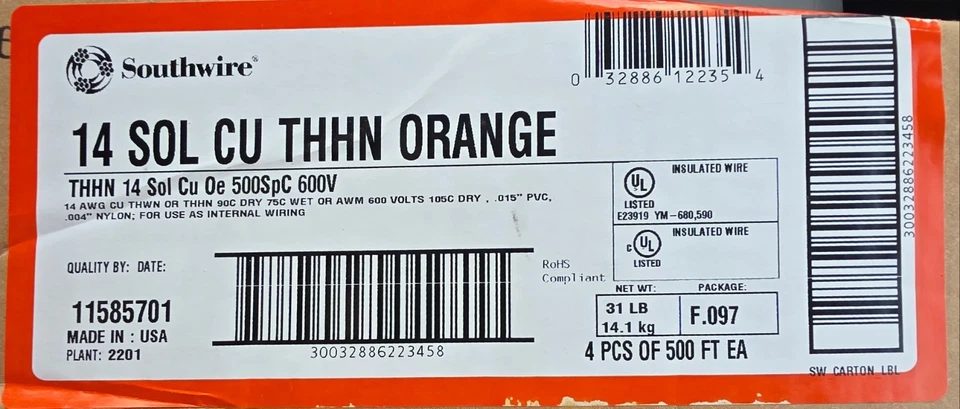 Southwire®
0 32886 12235 4
14 SOL CU THHN ORANGE
THHN 14 Sol Cu Oe 500SpC 600V
14 AWG CU THWN OR THHN 90C DRY 75C WET OR AWM 600 VOLTS 105C DRY , .015" PVC,
.004" NYLON; FOR USE AS INTERNAL WIRING
UL
LISTED
INSULATED WIRE
E23919 YM-680,590
c UL
LISTED
INSULATED WIRE
QUALITY BY: DATE:
RoHS
Compliant
11585701
MADE IN : USA
PLANT: 2201
30032886223458
NET WT:
31 LB
14.1 kg
PACKAGE:
F.097
4 PCS OF 500 FT EA
30032886223458
SW CARTON LBL